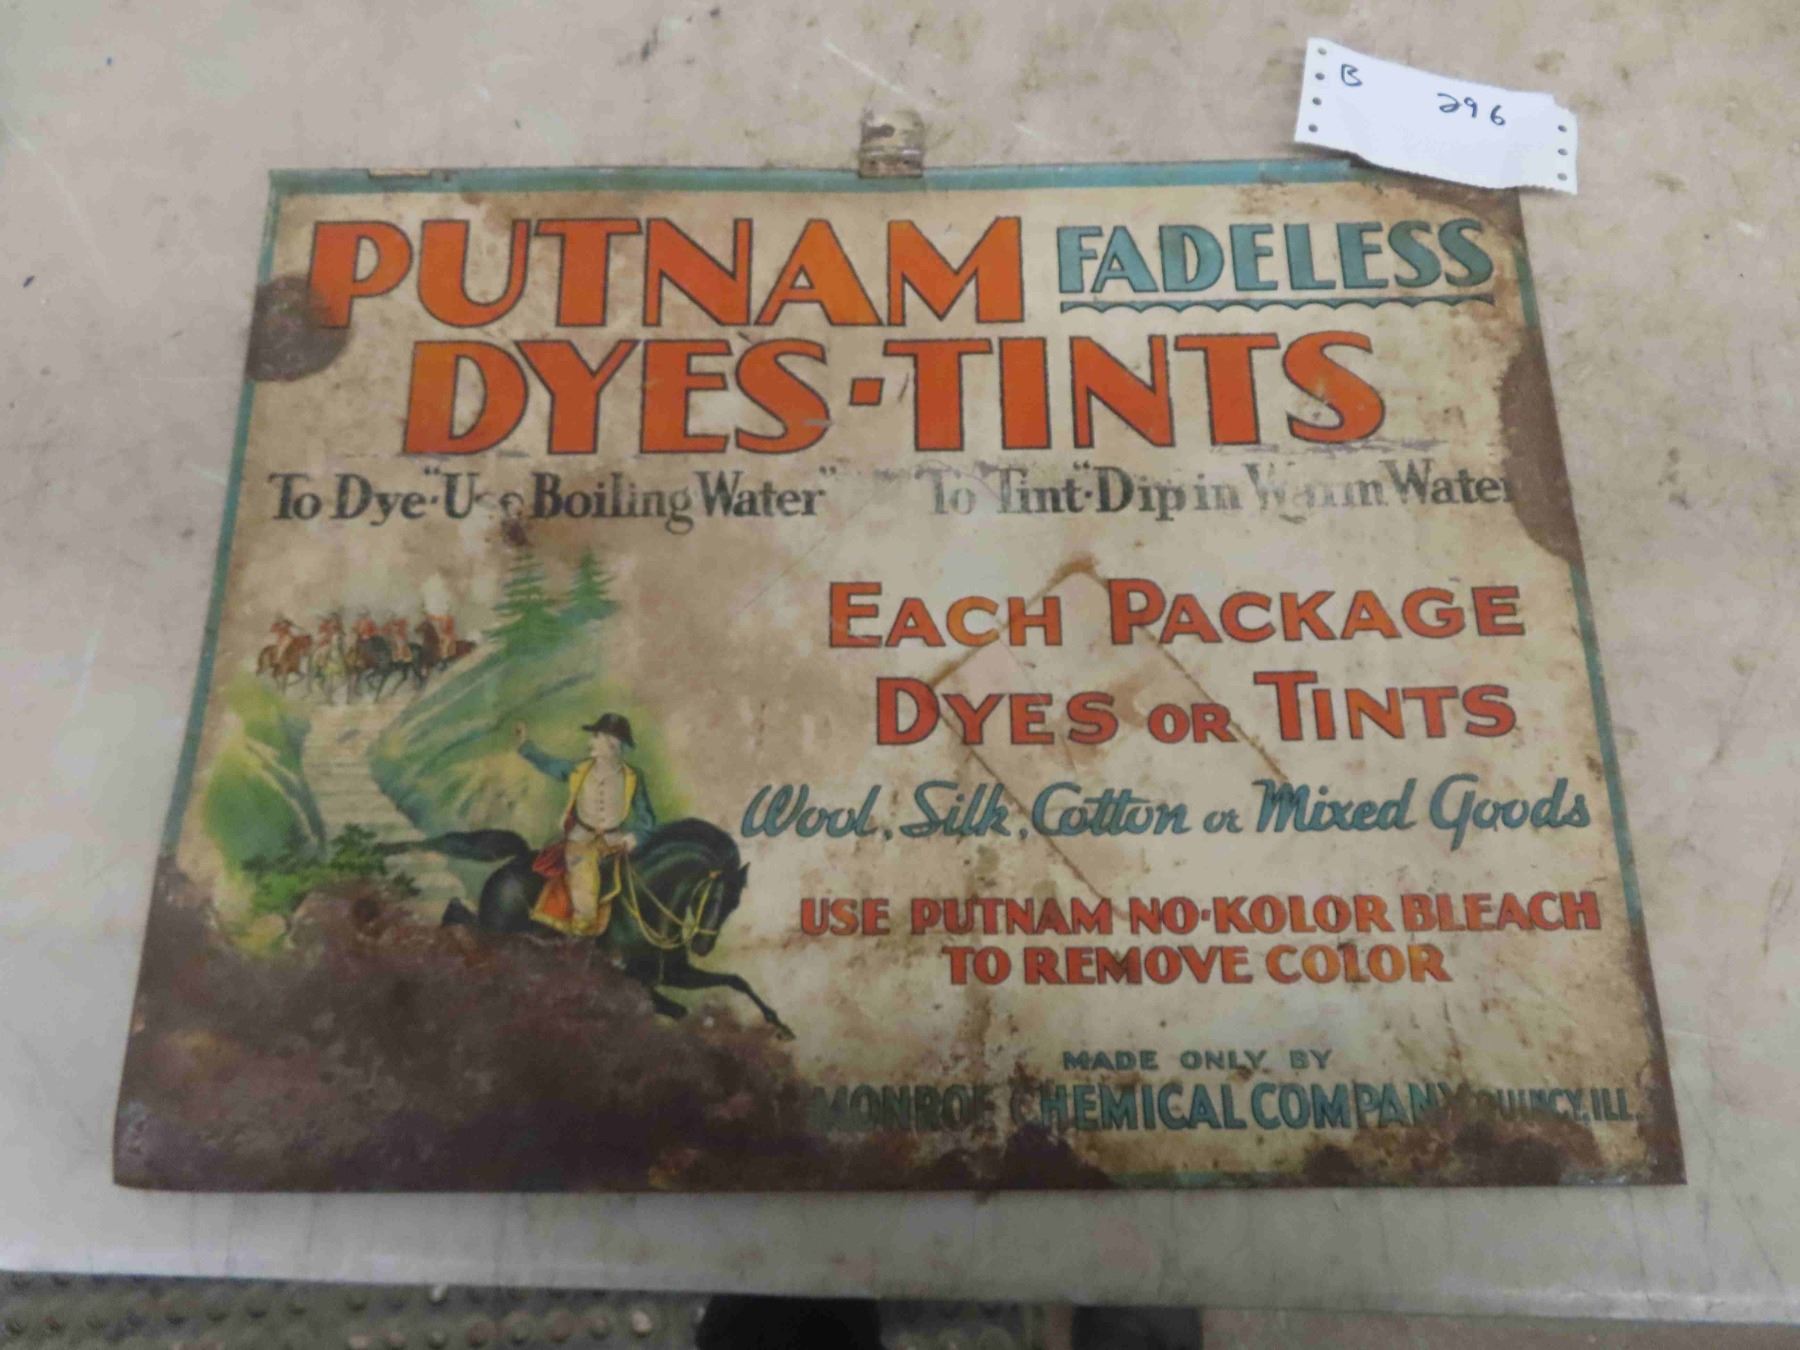 B 296
PUTNAM FADELESS
DYES-TINTS
To Dye-"Use Boiling Water" To Tint-"Dip in Warm Water
EACH PACKAGE
DYES OR TINTS
Wool, Silk, Cotton or Mixed Goods
USE PUTNAM NO-KOLOR BLEACH
TO REMOVE COLOR
MADE ONLY BY
MONROE CHEMICAL COMPANY QUINCY, ILL.